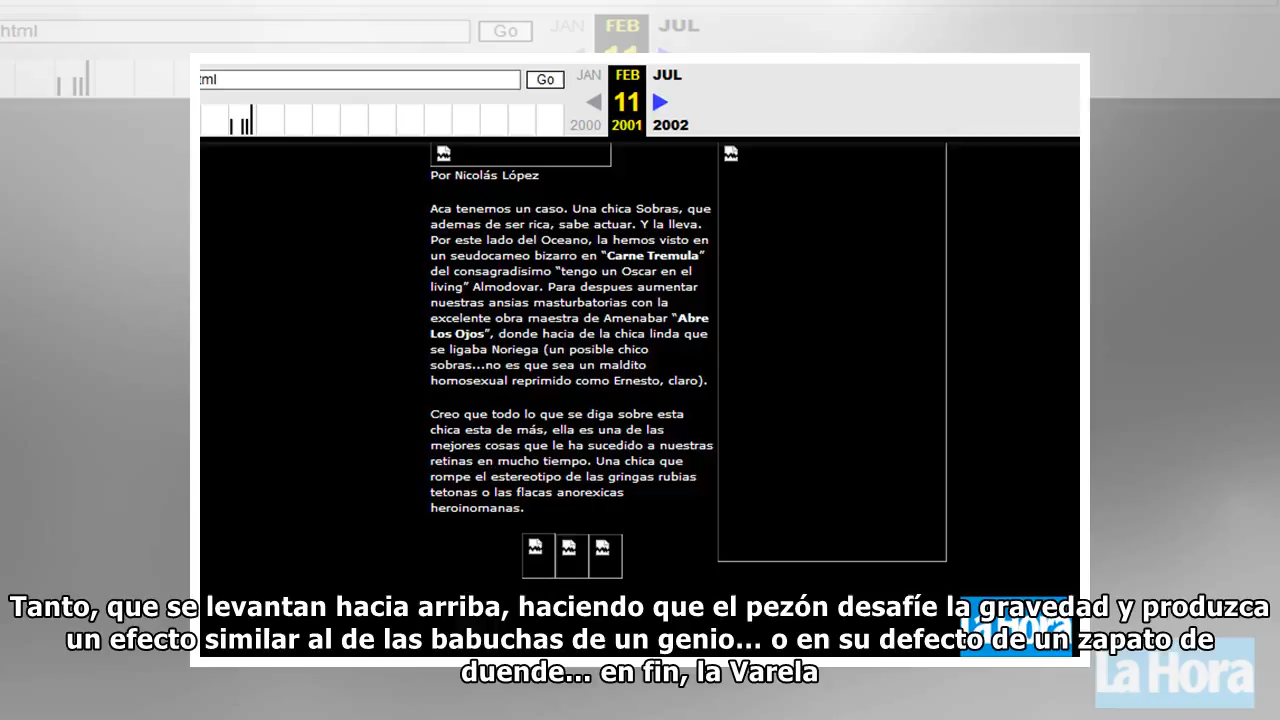 html
Go
JAN
FEB
JUL
11
html
Go
JAN
FEB
JUL
11
2000
2001
2002
Por Nicolás López
Aca tenemos un caso. Una chica Sobras, que
ademas de ser rica, sabe actuar. Y la lleva.
Por este lado del Oceano, la hemos visto en
un seudocameo bizarro en “Carne Tremula”
del consagradisimo “tengo un Oscar en el
living” Almodovar. Para despues aumentar
nuestras ansias masturbatorias con la
excelente obra maestra de Amenabar “Abre
Los Ojos”, donde hacia de la chica linda que
se ligaba Noriega (un posible chico
sobras...no es que sea un maldito
homosexual reprimido como Ernesto, claro).
Creo que todo lo que se diga sobre esta
chica esta de más, ella es una de las
mejores cosas que le ha sucedido a nuestras
retinas en mucho tiempo. Una chica que
rompe el estereotipo de las gringas rubias
tetonas o las flacas anorexicas
heroinomanas.
Tanto, que se levantan hacia arriba, haciendo que el pezón desafíe la gravedad y produzca
un efecto similar al de las babuchas de un genio... o en su defecto de un zapato de
duende... en fin, la Varela
la Hora
La Hora